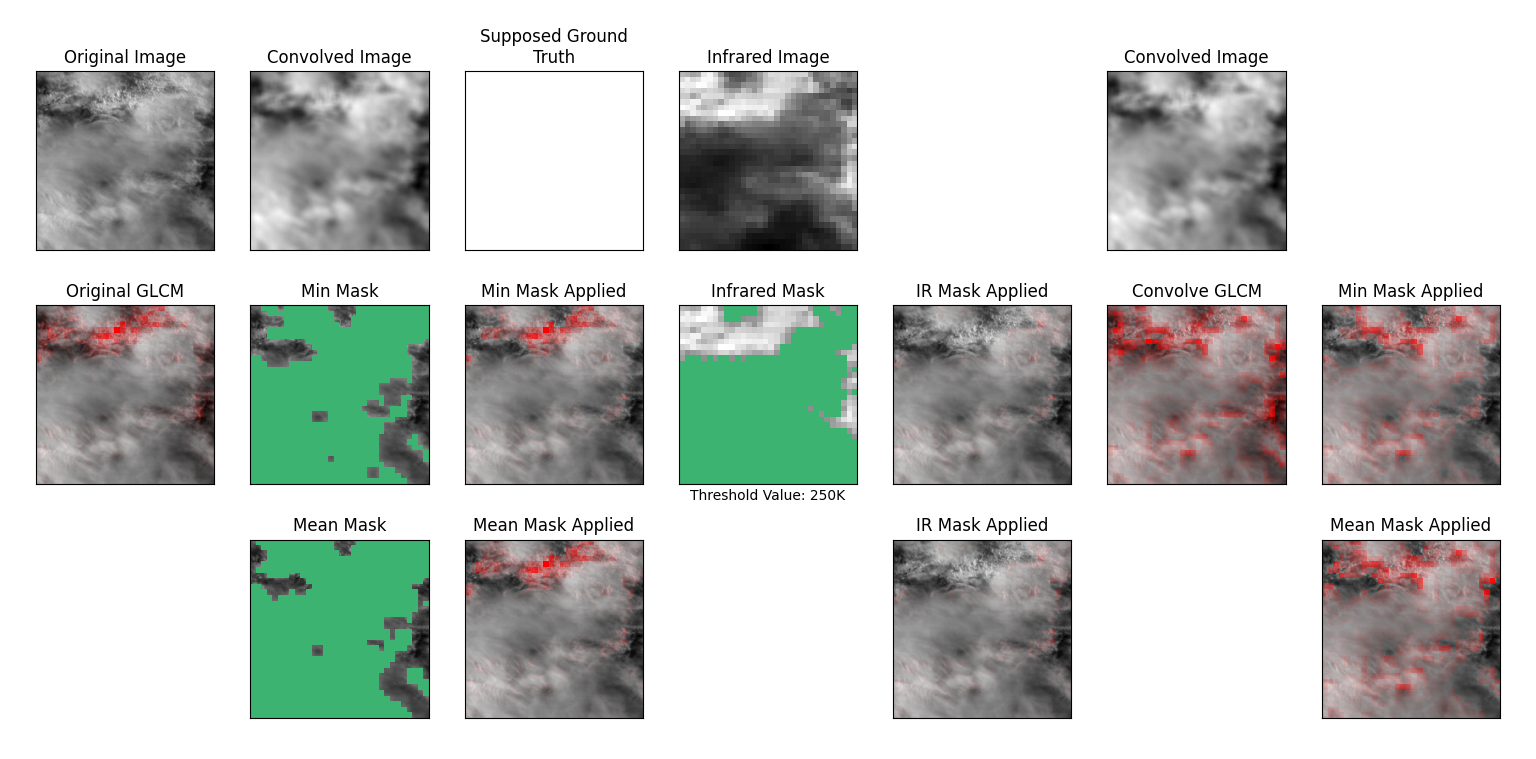 Original Image
Convolved Image
Supposed Ground
Truth
Infrared Image
Convolved Image
Original GLCM
Min Mask
Min Mask Applied
Infrared Mask
IR Mask Applied
Convolve GLCM
Min Mask Applied
Threshold Value: 250K
Mean Mask
Mean Mask Applied
IR Mask Applied
Mean Mask Applied